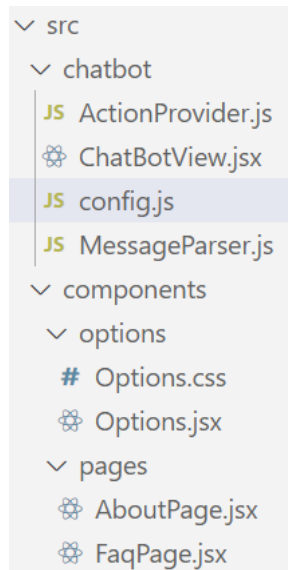 src
chatbot
JS ActionProvider.js
ChatBotView.jsx
JS config.js
JS MessageParser.js
components
options
# Options.css
Options.jsx
pages
AboutPage.jsx
FaqPage.jsx